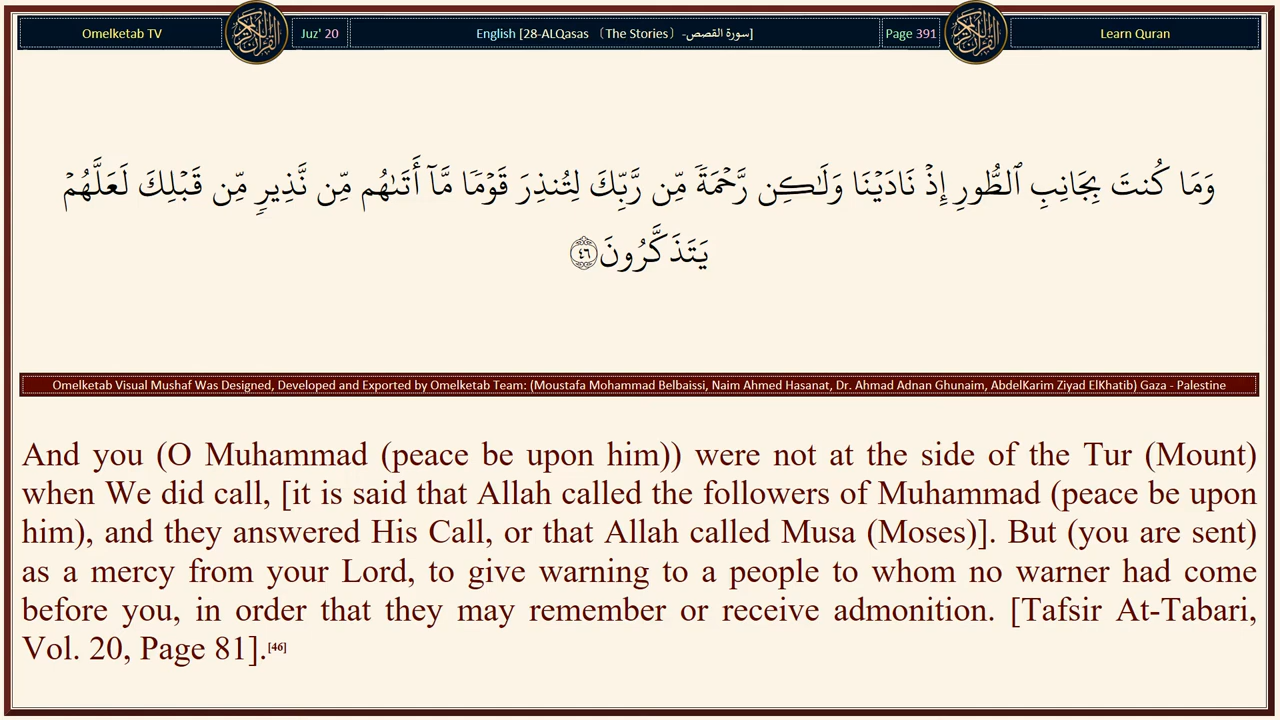 Omelketab TV
Juz' 20
English [28-ALQasas 〔The Stories〕 -سورة القصص]
Page 391
Learn Quran
وَمَا كُنتَ بِجَانِبِ ٱلطُّورِ إِذۡ نَادَيۡنَا وَلَٰكِن رَّحۡمَةٗ مِّن رَّبِّكَ لِتُنذِرَ قَوۡمٗا مَّآ أَتَىٰهُم مِّن نَّذِيرٖ مِّن قَبۡلِكَ لَعَلَّهُمۡ
يَتَذَكَّرُونَ ٤٦
Omelketab Visual Mushaf Was Designed, Developed and Exported by Omelketab Team: (Moustafa Mohammad Belbaissi, Naim Ahmed Hasanat, Dr. Ahmad Adnan Ghunaim, AbdelKarim Ziyad ElKhatib) Gaza - Palestine
And you (O Muhammad (peace be upon him)) were not at the side of the Tur (Mount)
when We did call, [it is said that Allah called the followers of Muhammad (peace be upon
him), and they answered His Call, or that Allah called Musa (Moses)]. But (you are sent)
as a mercy from your Lord, to give warning to a people to whom no warner had come
before you, in order that they may remember or receive admonition. [Tafsir At-Tabari,
Vol. 20, Page 81].[46]